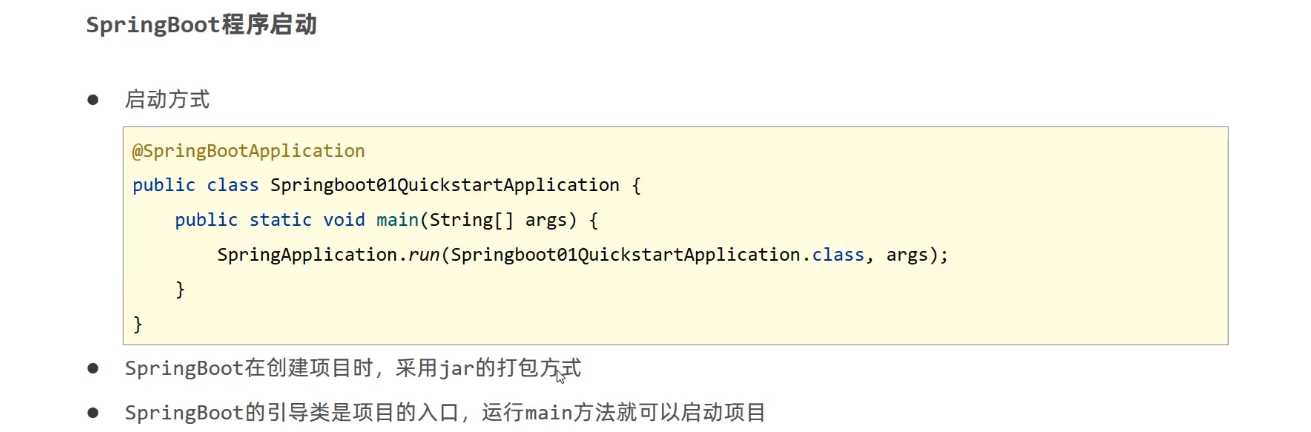 SpringBoot程序启动
● 启动方式
@SpringBootApplication
public class Springboot01QuickstartApplication {
    public static void main(String[] args) {
        SpringApplication.run(Springboot01QuickstartApplication.class, args);
    }
}
● SpringBoot在创建项目时，采用jar的打包方式
● SpringBoot的引导类是项目的入口，运行main方法就可以启动项目